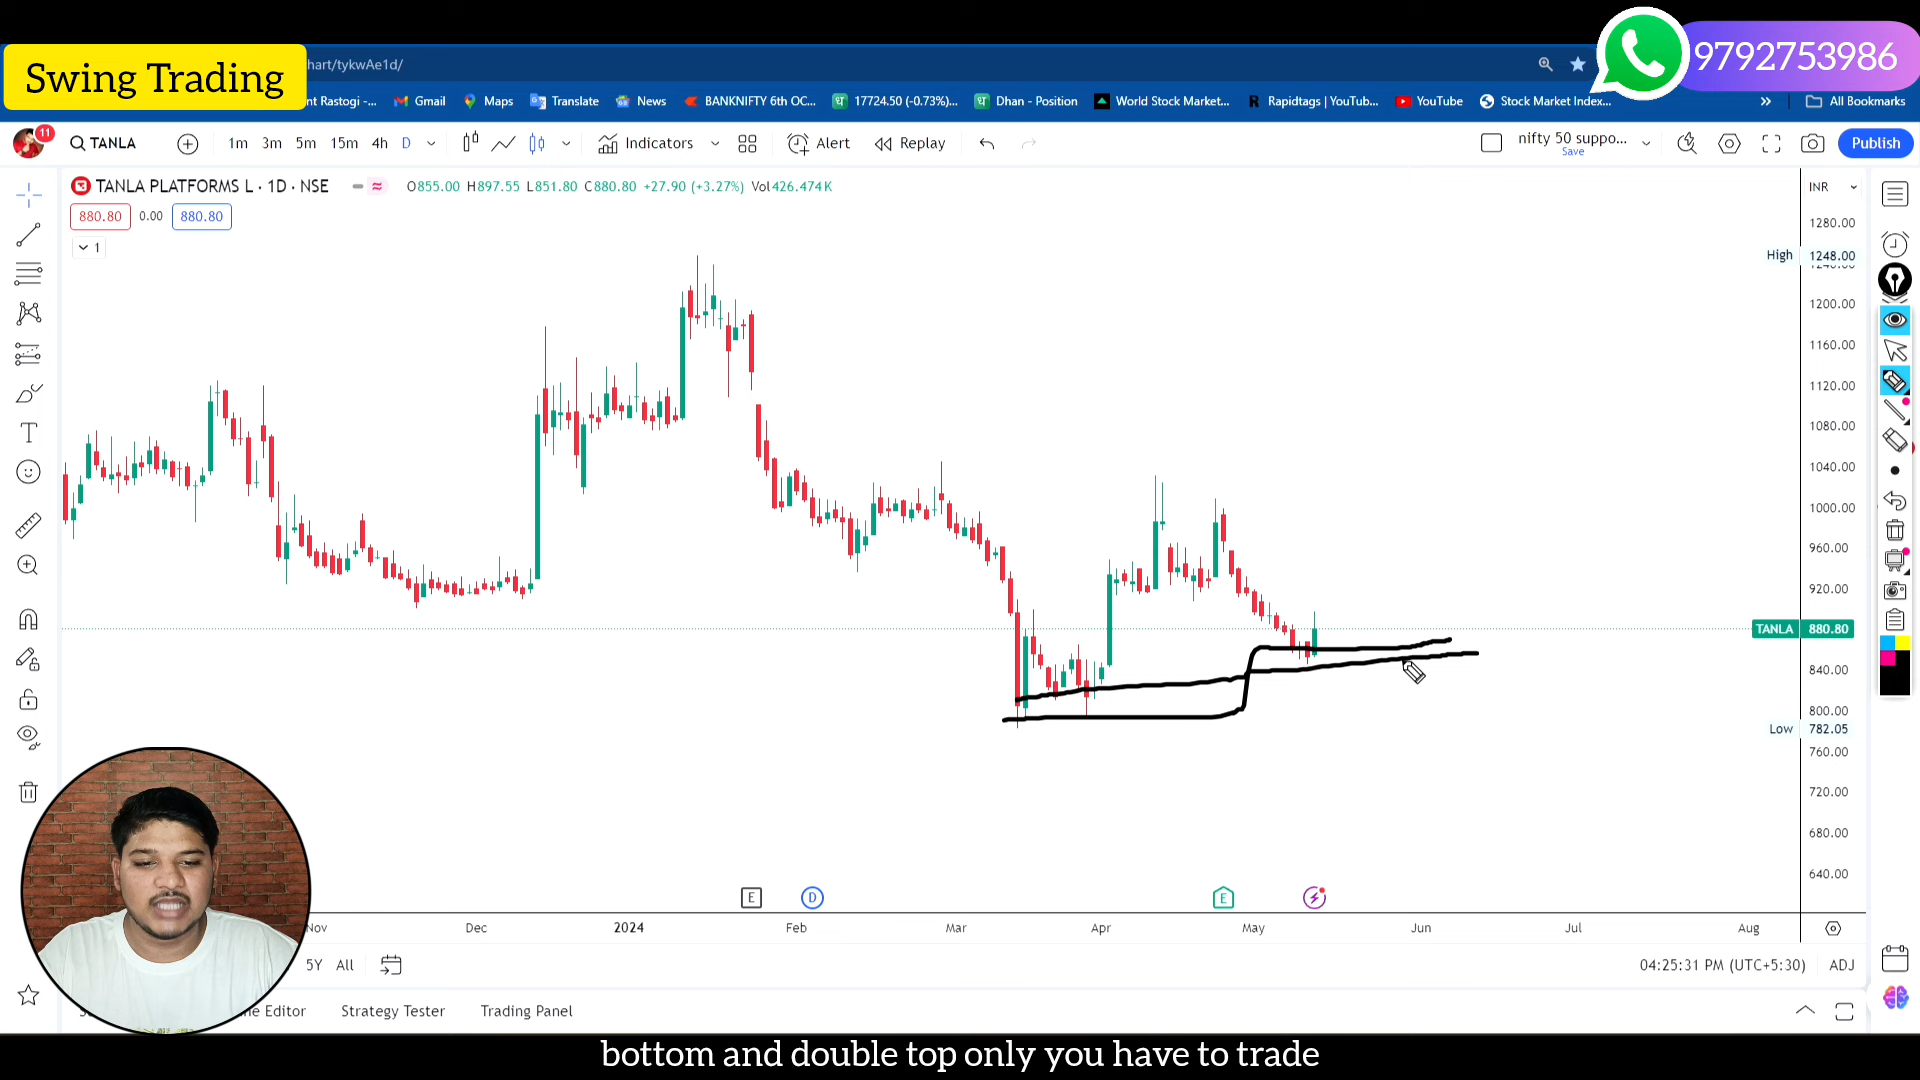 Swing Trading
hart/tykwAe1d/
9792753986
nt Rastogi -...
Gmail
Maps
Translate
News
BANKNIFTY 6th OC...
17724.50 (-0.73%)...
Dhan - Position
World Stock Market...
Rapidtags | YouTub...
YouTube
Stock Market Index...
All Bookmarks
11
TANLA
1m 3m 5m 15m 4h D
Indicators
Alert
Replay
nifty 50 suppo...
Save
Publish
TANLA PLATFORMS L · 1D · NSE
O855.00 H897.55 L851.80 C880.80 +27.90 (+3.27%) Vol426.474K
INR
880.80 0.00 880.80
1
1280.00
High 1248.00
1200.00
1160.00
1120.00
1080.00
1040.00
1000.00
960.00
920.00
TANLA 880.80
840.00
800.00
Low 782.05
760.00
720.00
680.00
640.00
E D E
Nov Dec 2024 Feb Mar Apr May Jun Jul Aug
5Y All
04:25:31 PM (UTC+5:30) ADJ
ne Editor
Strategy Tester
Trading Panel
bottom and double top only you have to trade